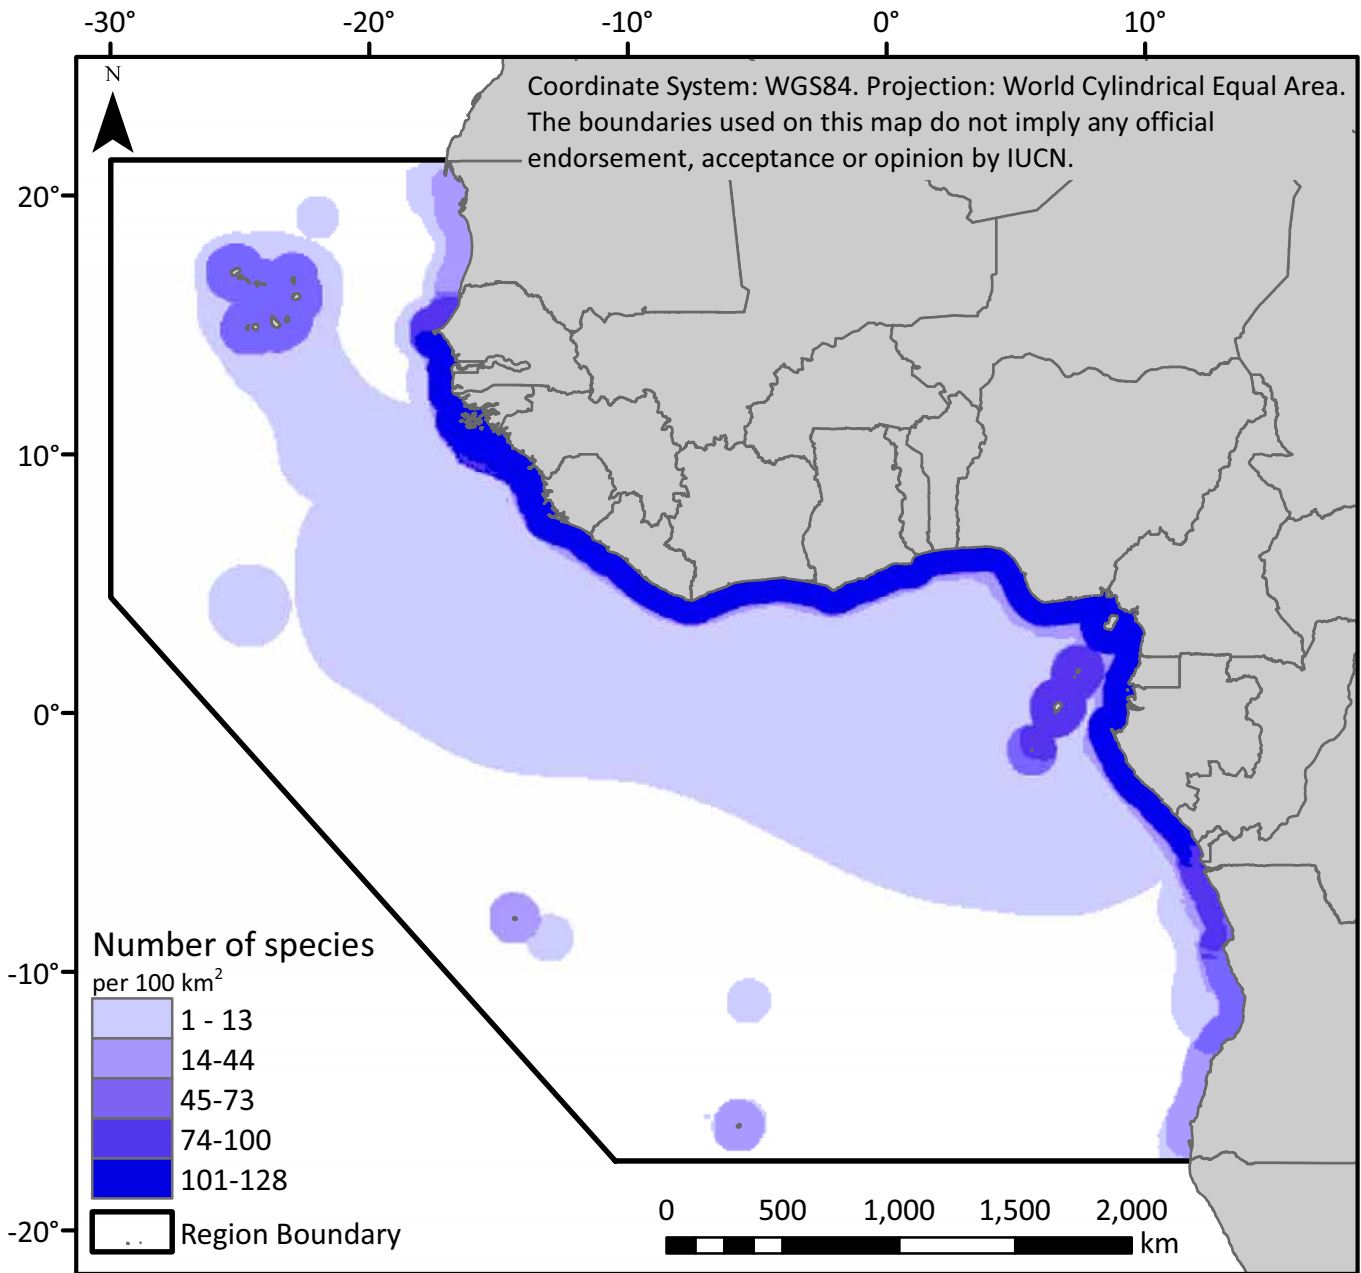 -30° -20° -10° 0° 10°
N
Coordinate System: WGS84. Projection: World Cylindrical Equal Area.
The boundaries used on this map do not imply any official
endorsement, acceptance or opinion by IUCN.
20°
10°
0°
-10°
-20°
Number of species
per 100 km²
1 - 13
14-44
45-73
74-100
101-128
Region Boundary
0 500 1,000 1,500 2,000
km